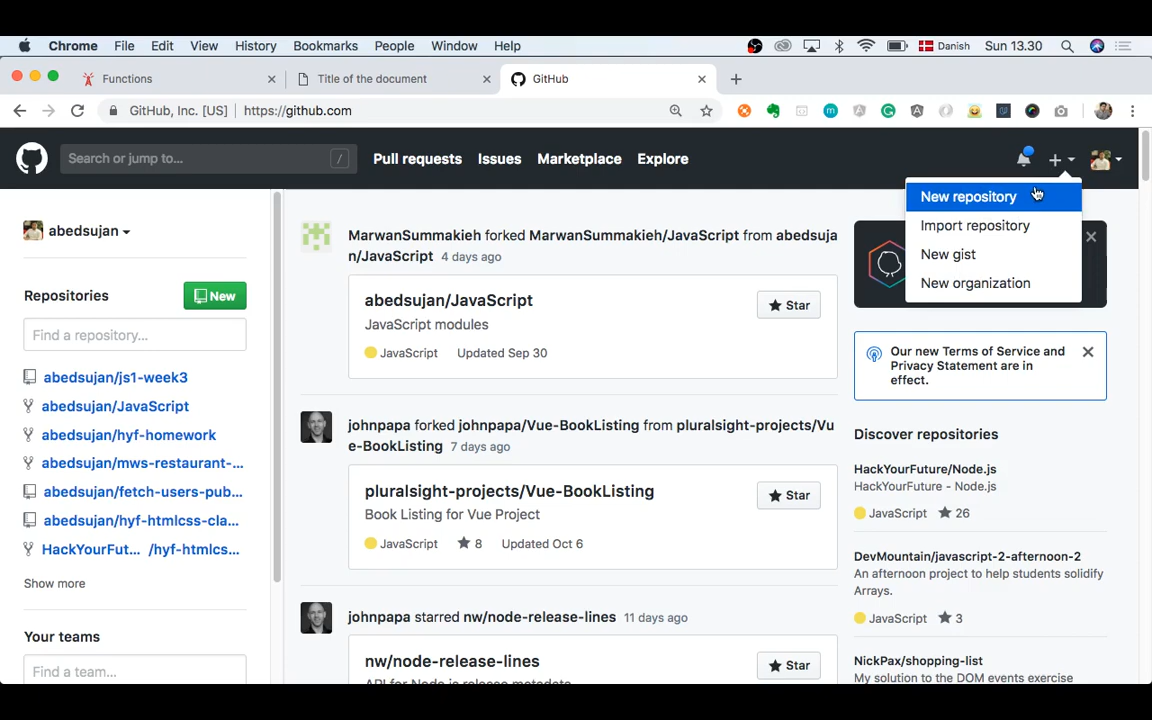 Chrome File Edit View History Bookmarks People Window Help Danish Sun 13.30
Functions Title of the document GitHub
GitHub, Inc. [US] https://github.com
Search or jump to... / Pull requests Issues Marketplace Explore
New repository
Import repository
New gist
New organization
abedsujan
Repositories New
Find a repository...
abedsujan/js1-week3
abedsujan/JavaScript
abedsujan/hyf-homework
abedsujan/mws-restaurant-...
abedsujan/fetch-users-pub...
abedsujan/hyf-htmlcss-cla...
HackYourFut... /hyf-htmlcs...
Show more
Your teams
Find a team...
MarwanSummakieh forked MarwanSummakieh/JavaScript from abedsuja
n/JavaScript 4 days ago
abedsujan/JavaScript Star
JavaScript modules
JavaScript Updated Sep 30
johnpapa forked johnpapa/Vue-BookListing from pluralsight-projects/Vu
e-BookListing 7 days ago
pluralsight-projects/Vue-BookListing Star
Book Listing for Vue Project
JavaScript 8 Updated Oct 6
johnpapa starred nw/node-release-lines 11 days ago
nw/node-release-lines Star
API for Node.js release metadata
Our new Terms of Service and
Privacy Statement are in
effect.
Discover repositories
HackYourFuture/Node.js
HackYourFuture - Node.js
JavaScript 26
DevMountain/javascript-2-afternoon-2
An afternoon project to help students solidify
Arrays.
JavaScript 3
NickPax/shopping-list
My solution to the DOM events exercise